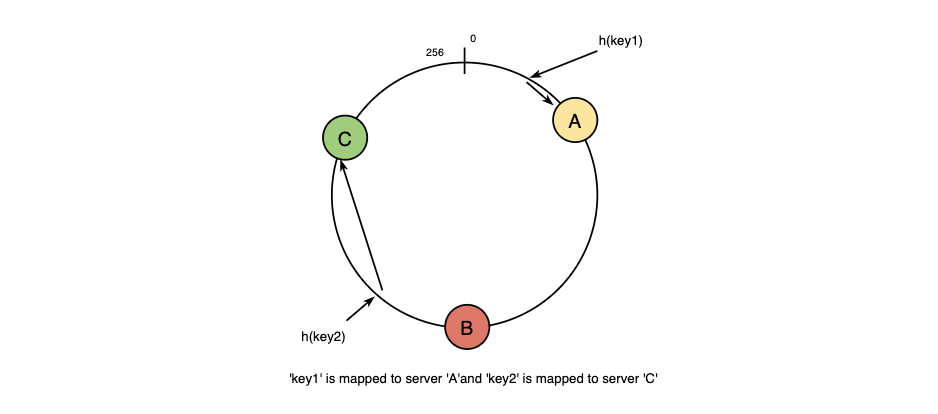 0
256
h(key1)
A
C
B
h(key2)
'key1' is mapped to server 'A'and 'key2' is mapped to server 'C'